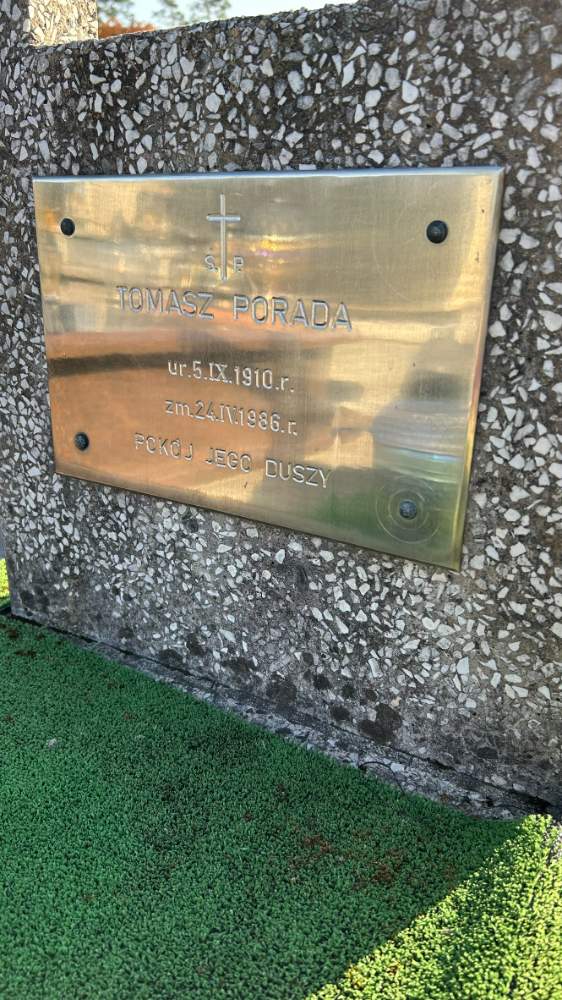 Ś. P.
TOMASZ PORADA
ur.5.IX.1910.r.
zm.24.IV.1986.r.
POKÓJ JEGO DUSZY